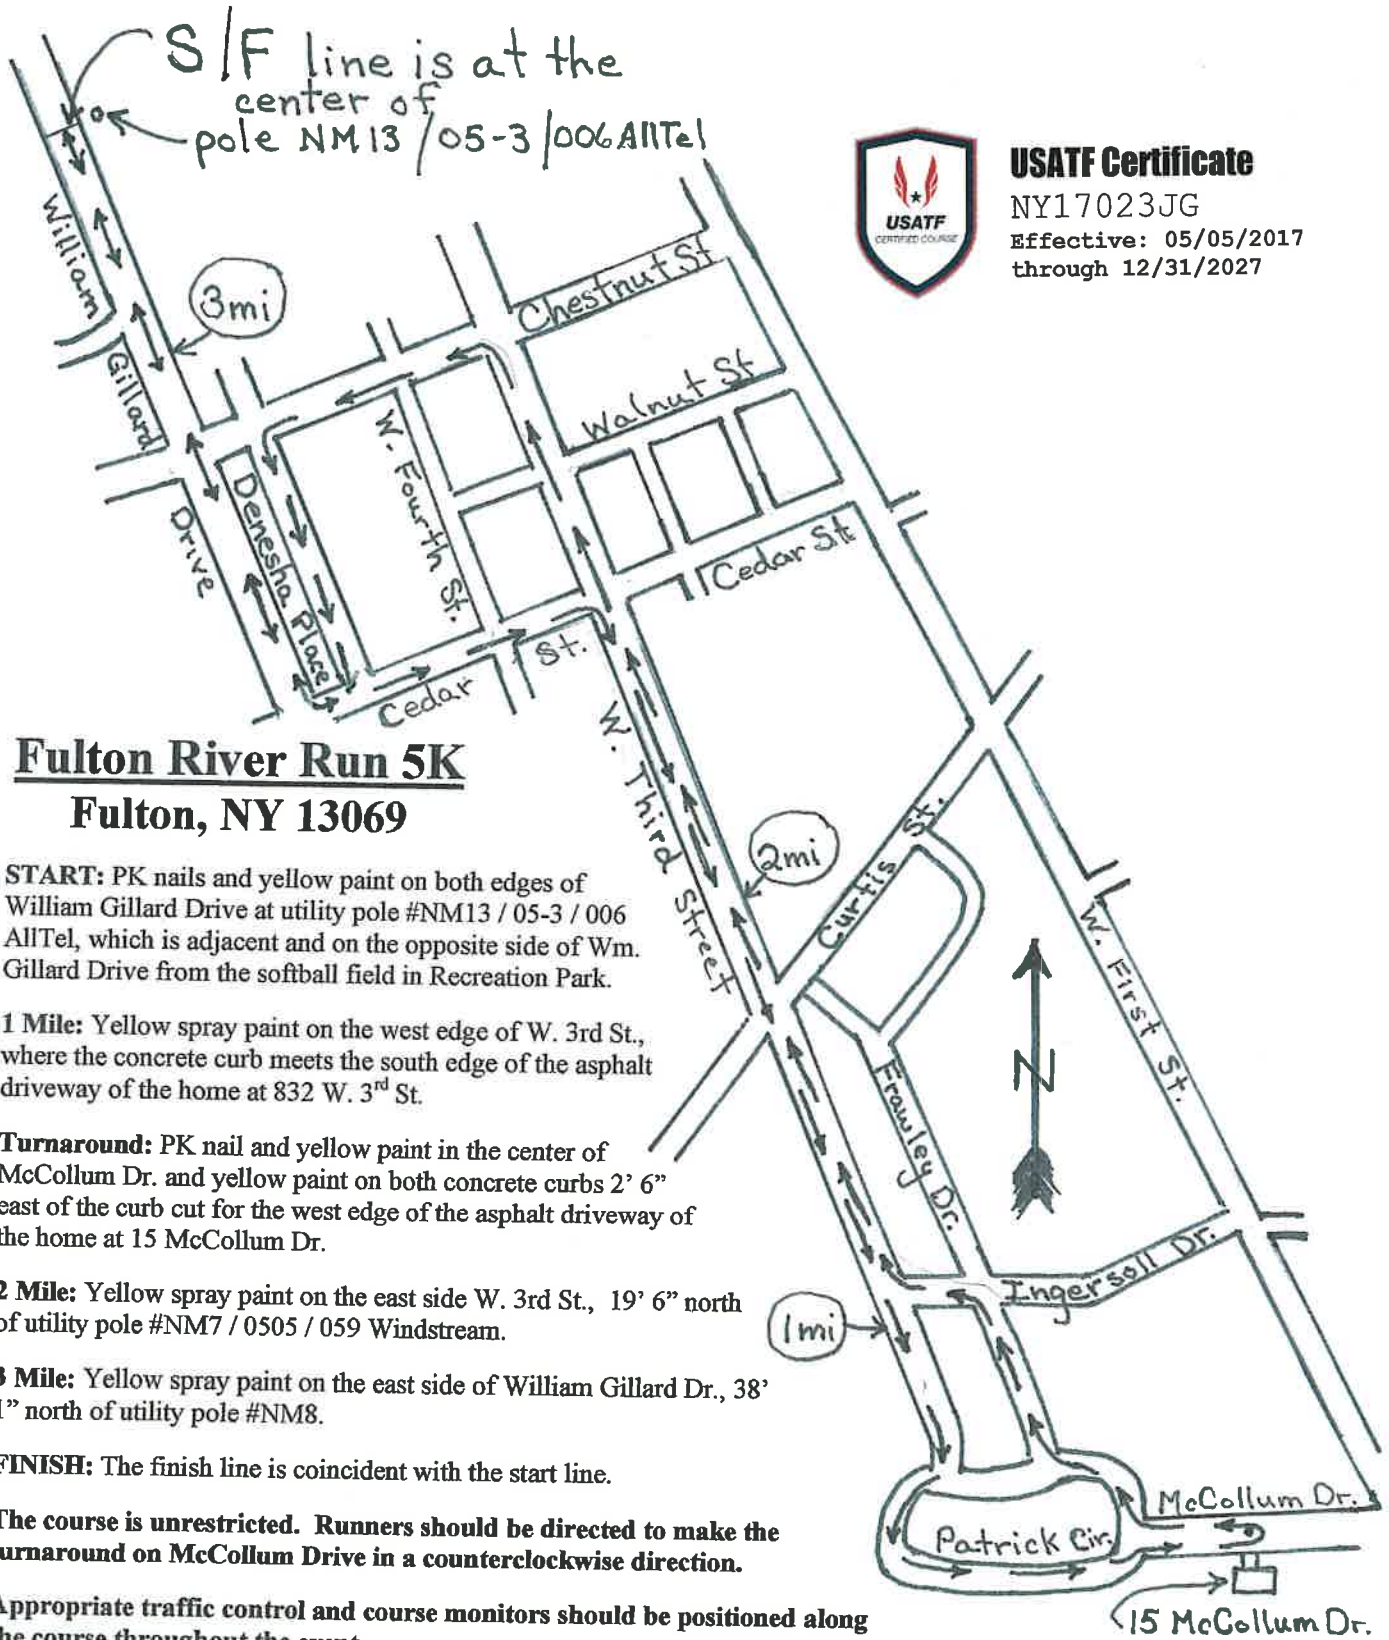 S/F line is at the
center of
pole NM13 /05-3 /006 AllTel
USATF Certificate
NY17023JG
Effective: 05/05/2017
through 12/31/2027
USATF
CERTIFIED COURSE
William
Gillard
Drive
3mi
Chestnut St
Walnut St
W. Fourth St.
Denesha Place
Cedar St
Cedar St.
W. Third Street
2mi
Curtis St.
W. First St.
Frawley Dr.
N
Ingersoll Dr.
1mi
McCollum Dr.
Patrick Cir.
15 McCollum Dr.
Fulton River Run 5K
Fulton, NY 13069
START: PK nails and yellow paint on both edges of
William Gillard Drive at utility pole #NM13 / 05-3 / 006
AllTel, which is adjacent and on the opposite side of Wm.
Gillard Drive from the softball field in Recreation Park.
1 Mile: Yellow spray paint on the west edge of W. 3rd St.,
where the concrete curb meets the south edge of the asphalt
driveway of the home at 832 W. 3rd St.
Turnaround: PK nail and yellow paint in the center of
McCollum Dr. and yellow paint on both concrete curbs 2' 6"
east of the curb cut for the west edge of the asphalt driveway of
the home at 15 McCollum Dr.
2 Mile: Yellow spray paint on the east side W. 3rd St., 19' 6" north
of utility pole #NM7 / 0505 / 059 Windstream.
3 Mile: Yellow spray paint on the east side of William Gillard Dr., 38'
1" north of utility pole #NM8.
FINISH: The finish line is coincident with the start line.
The course is unrestricted. Runners should be directed to make the
turnaround on McCollum Drive in a counterclockwise direction.
Appropriate traffic control and course monitors should be positioned along
the course throughout the event.